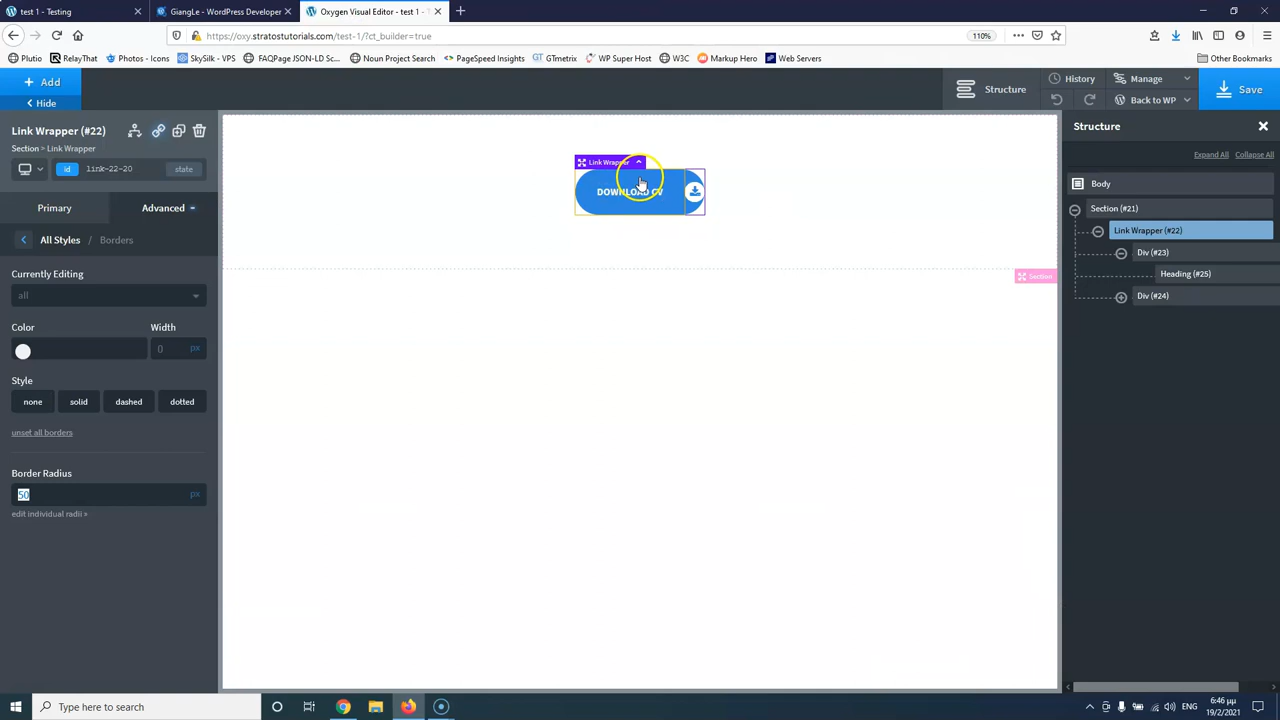 test 1 - Testing
GiangLe - WordPress Developer
Oxygen Visual Editor - test 1 -
https://oxy.stratostutorials.com/test-1/?ct_builder=true
110%
Plutio
RelayThat
Photos - Icons
SkySilk - VPS
FAQPage JSON-LD Sc...
Noun Project Search
PageSpeed Insights
GTmetrix
WP Super Host
W3C
Markup Hero
Web Servers
Other Bookmarks
Add
Hide
Structure
History
Manage
Back to WP
Save
Link Wrapper (#22)
Section > Link Wrapper
id
link-22-20
state
Primary
Advanced
All Styles
Borders
Currently Editing
all
Color
Width
0
px
Style
none
solid
dashed
dotted
unset all borders
Border Radius
50
px
edit individual radii »
Link Wrapper
DOWNLOAD CV
Section
Structure
Expand All
Collapse All
Body
Section (#21)
Link Wrapper (#22)
Div (#23)
Heading (#25)
Div (#24)
Type here to search
6:46 μμ
19/2/2021